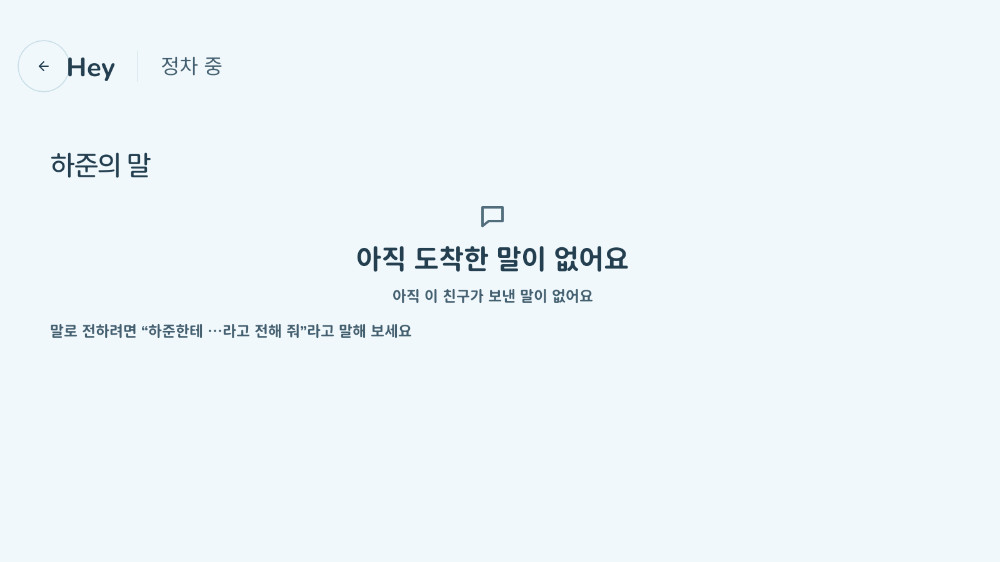 Hey
정차 중
하준의 말
아직 도착한 말이 없어요
아직 이 친구가 보낸 말이 없어요
말로 전하려면 “하준한테 …라고 전해 줘”라고 말해 보세요